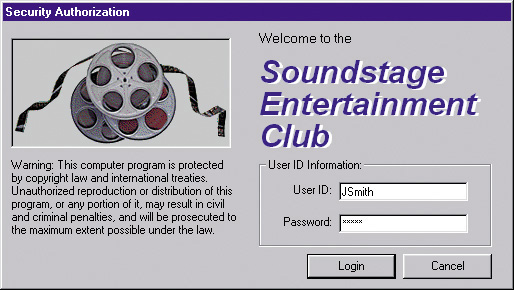 Security Authorization
Welcome to the
Soundstage
Entertainment
Club
Warning: This computer program is protected
by copyright law and international treaties.
Unauthorized reproduction or distribution of this
program, or any portion of it, may result in civil
and criminal penalties, and will be prosecuted to
the maximum extent possible under the law.
User ID Information:
User ID: JSmith
Password: *****
Login Cancel